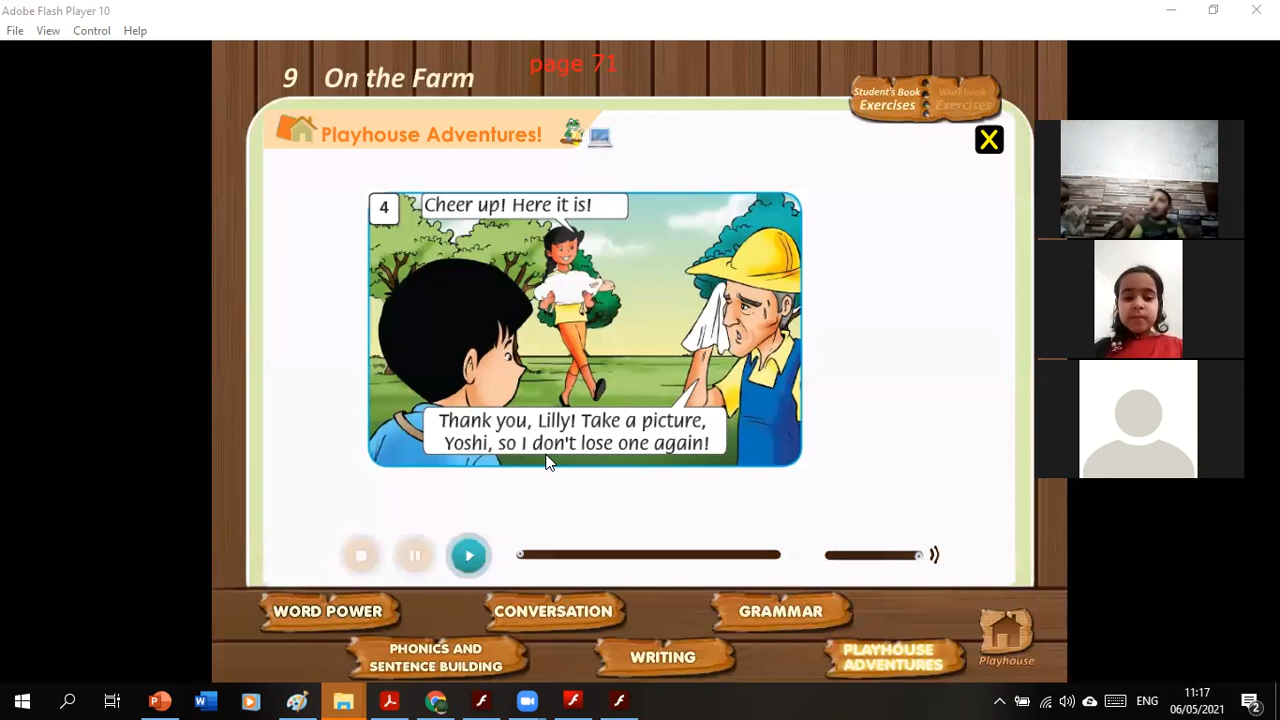 Adobe Flash Player 10
File View Control Help
9 On the Farm
page 71
Student's Book
Exercises
Workbook
Exercises
Playhouse Adventures!
X
4
Cheer up! Here it is!
Thank you, Lilly! Take a picture,
Yoshi, so I don't lose one again!
WORD POWER
CONVERSATION
GRAMMAR
PHONICS AND
SENTENCE BUILDING
WRITING
PLAYHOUSE
ADVENTURES
Playhouse
ENG
11:17
06/05/2021
2